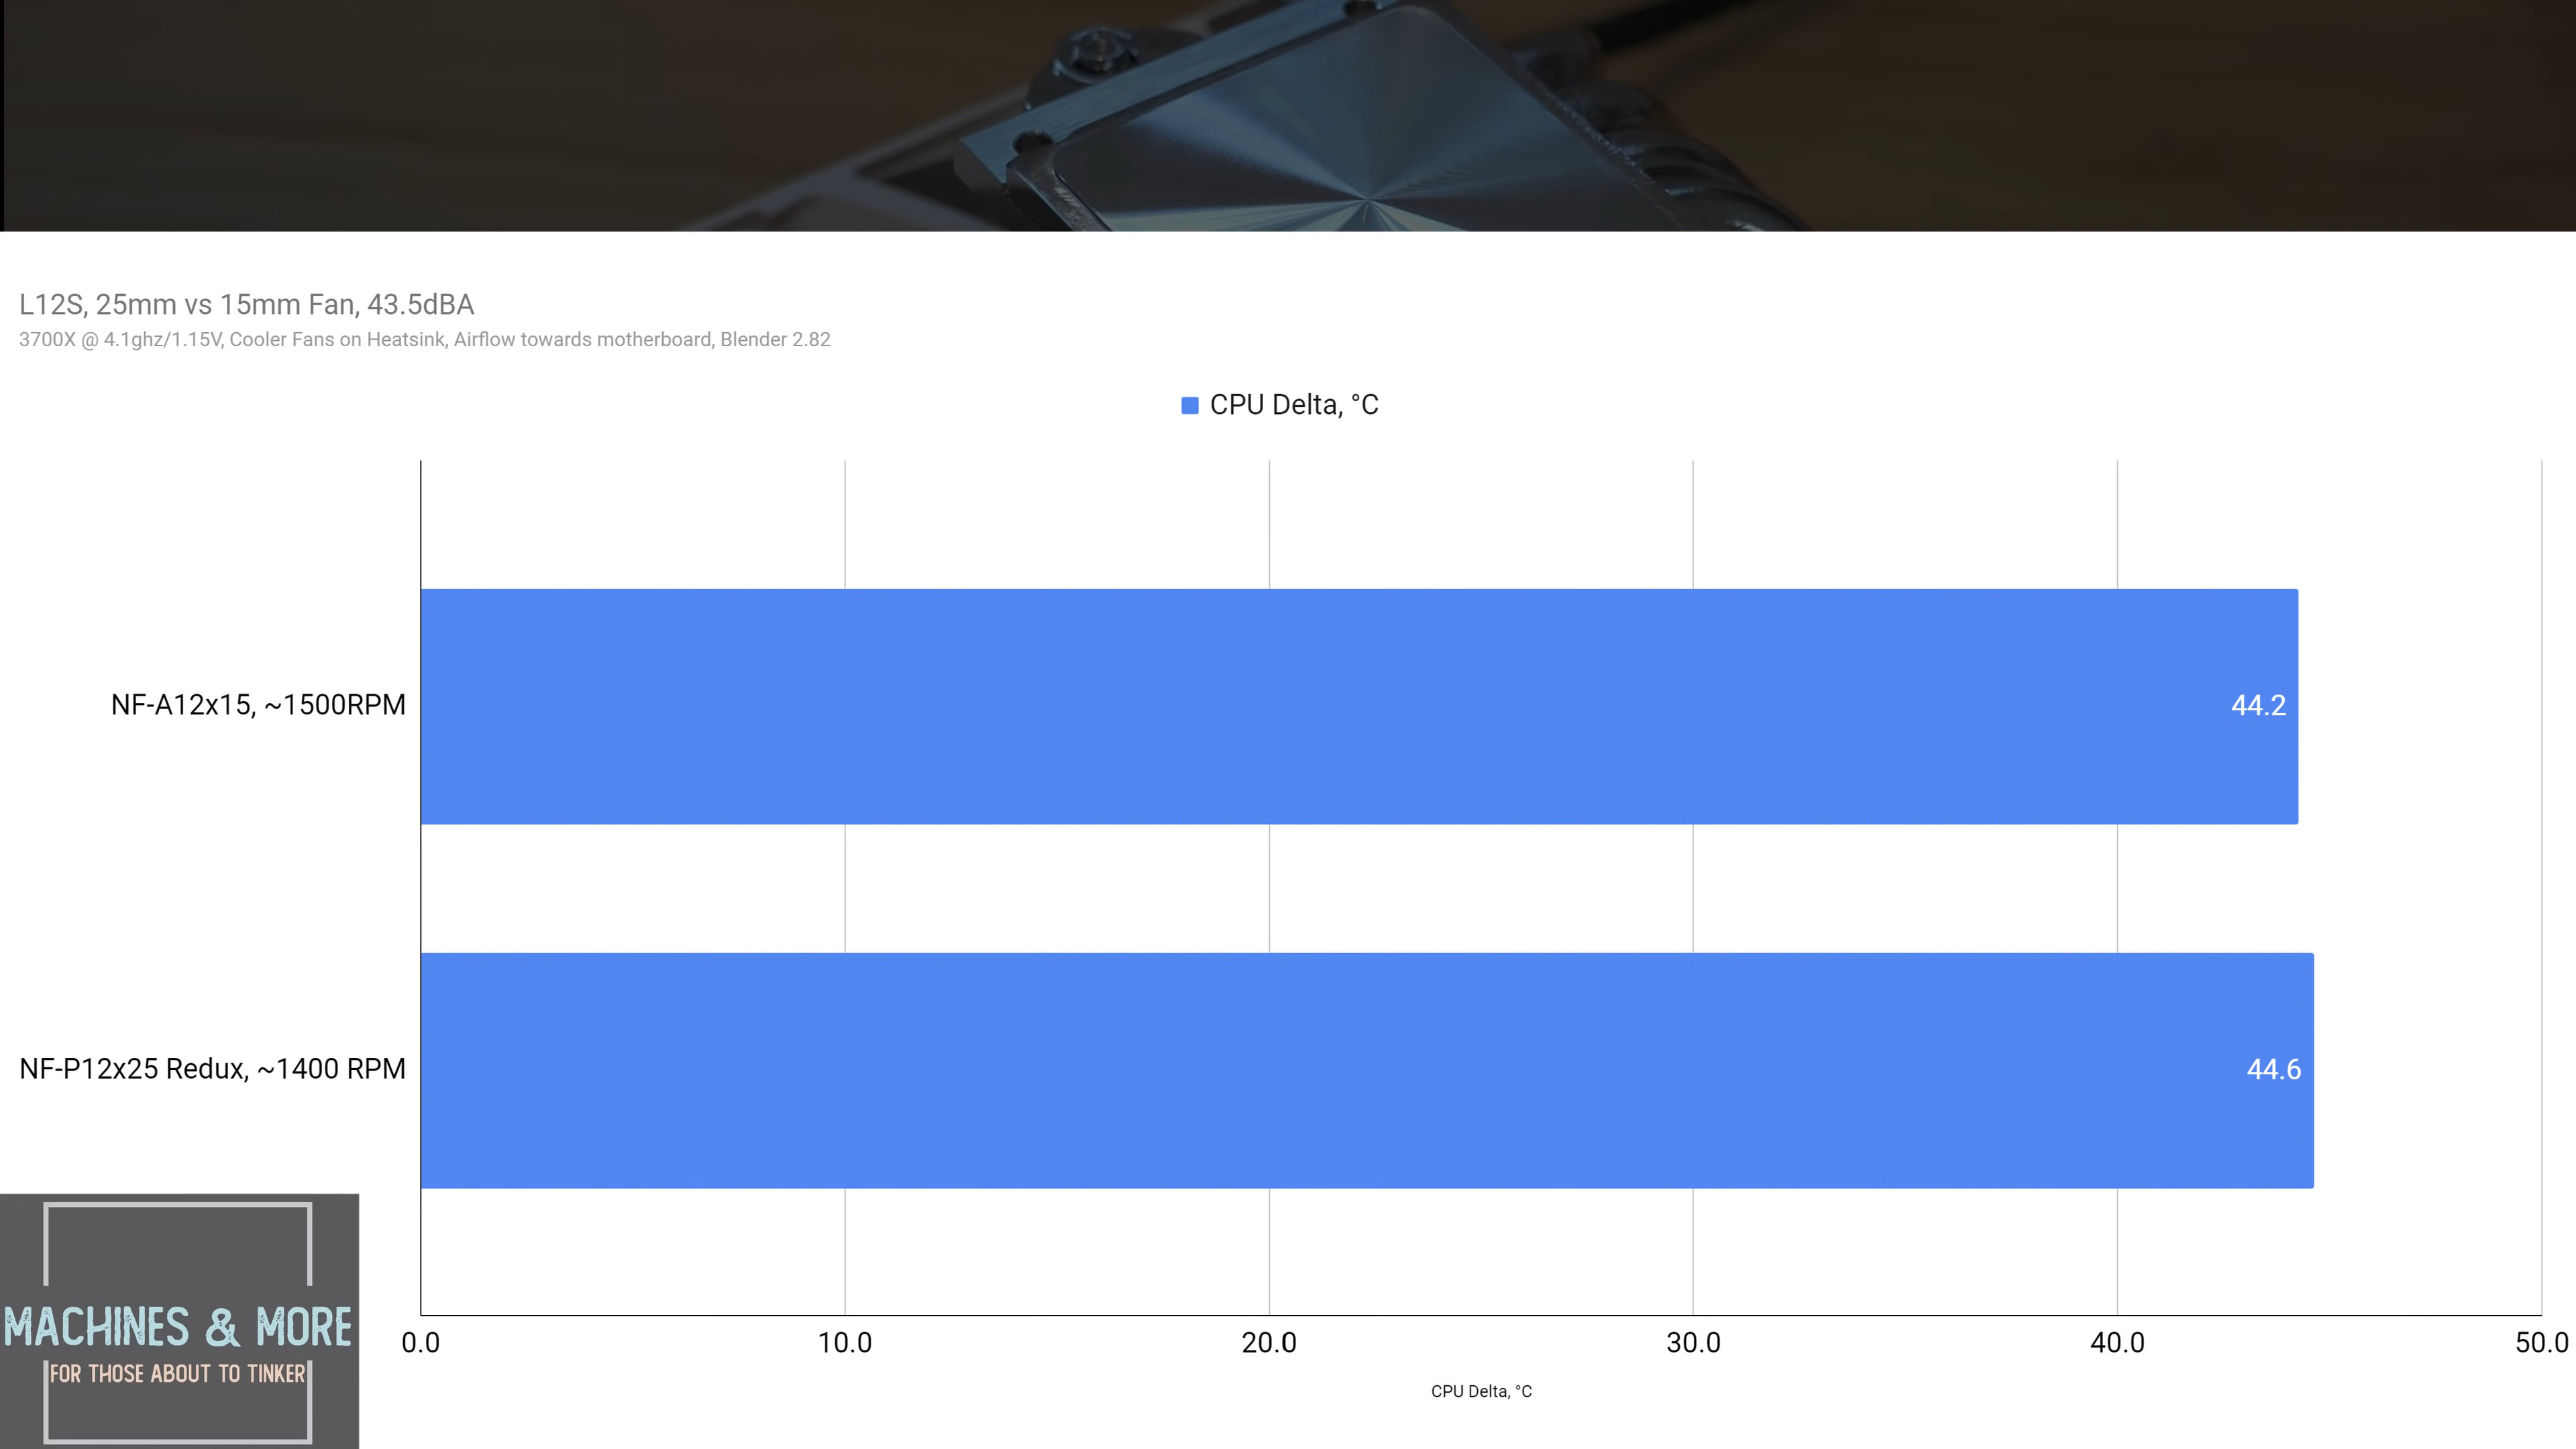 L12S, 25mm vs 15mm Fan, 43.5dBA
3700X @ 4.1ghz/1.15V, Cooler Fans on Heatsink, Airflow towards motherboard, Blender 2.82
CPU Delta, °C
NF-A12x15, ~1500RPM
44.2
NF-P12x25 Redux, ~1400 RPM
44.6
0.0 10.0 20.0 30.0 40.0 50.0
CPU Delta, °C
MACHINES & MORE
FOR THOSE ABOUT TO TINKER